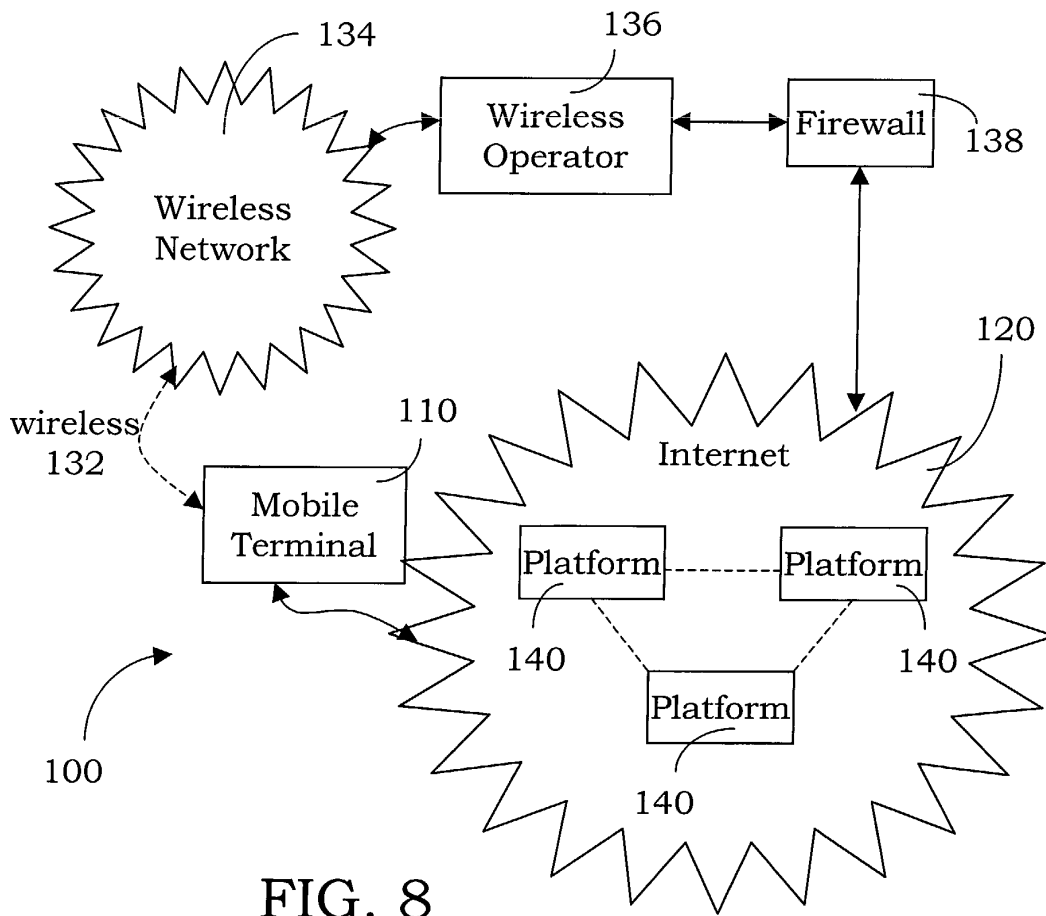 134
136
Wireless
Operator
Firewall
138
Wireless
Network
120
wireless
132
110
Internet
Mobile
Terminal
Platform
Platform
140
140
Platform
100
140
FIG. 8